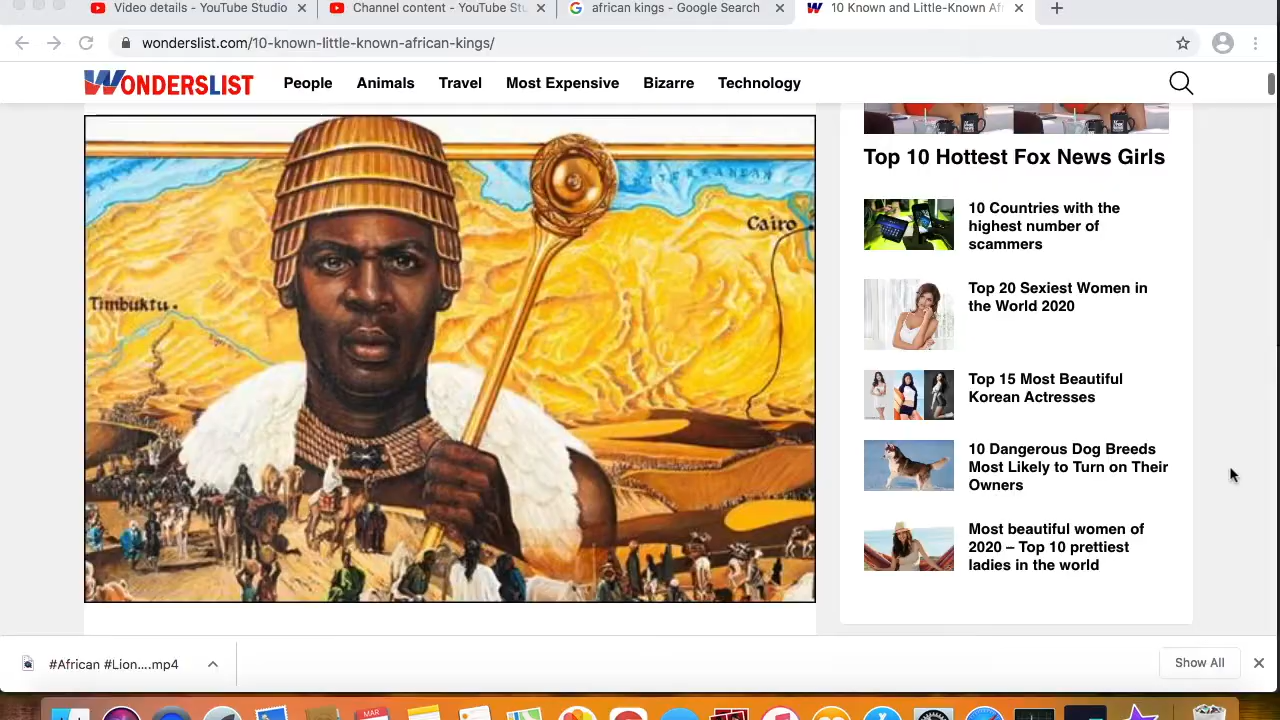 Video details - YouTube Studio
Channel content - YouTube Stu
african kings - Google Search
10 Known and Little-Known Afr
wonderslist.com/10-known-little-known-african-kings/
WONDERSLIST
People
Animals
Travel
Most Expensive
Bizarre
Technology
Cairo
Timbuktu
Top 10 Hottest Fox News Girls
10 Countries with the
highest number of
scammers
Top 20 Sexiest Women in
the World 2020
Top 15 Most Beautiful
Korean Actresses
10 Dangerous Dog Breeds
Most Likely to Turn on Their
Owners
Most beautiful women of
2020 – Top 10 prettiest
ladies in the world
#African #Lion....mp4
Show All
MAR